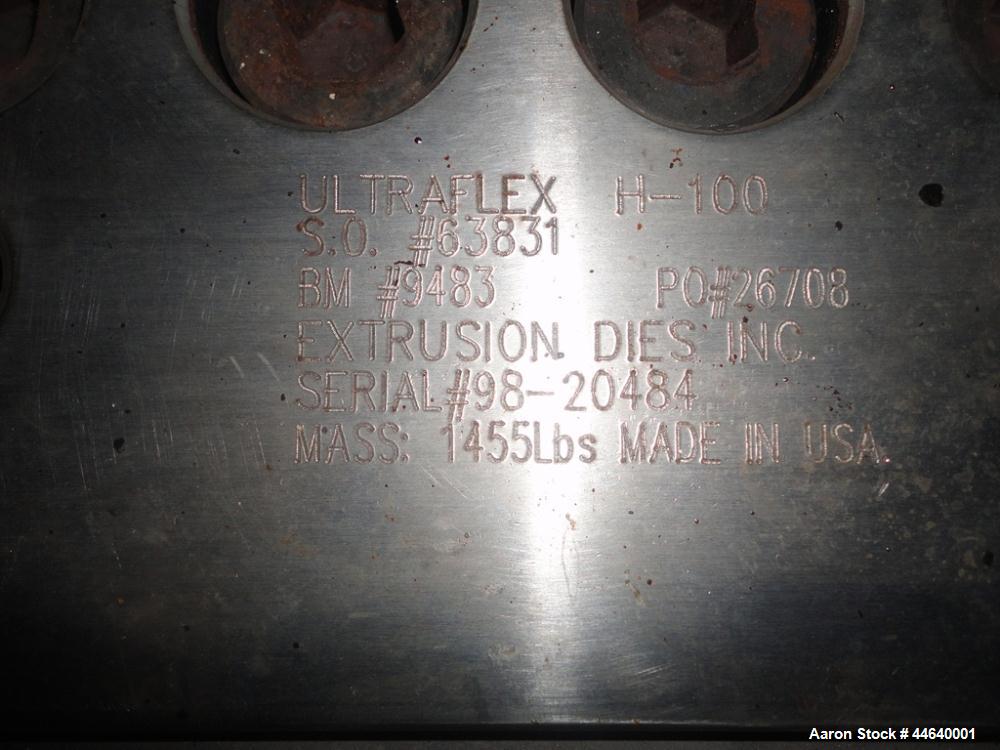 ULTRAFLEX H-100
S.O. #63831
BM #9483 PO#26708
EXTRUSION DIES INC.
SERIAL#98-20484
MASS: 1455Lbs MADE IN USA.
Aaron Stock # 44640001